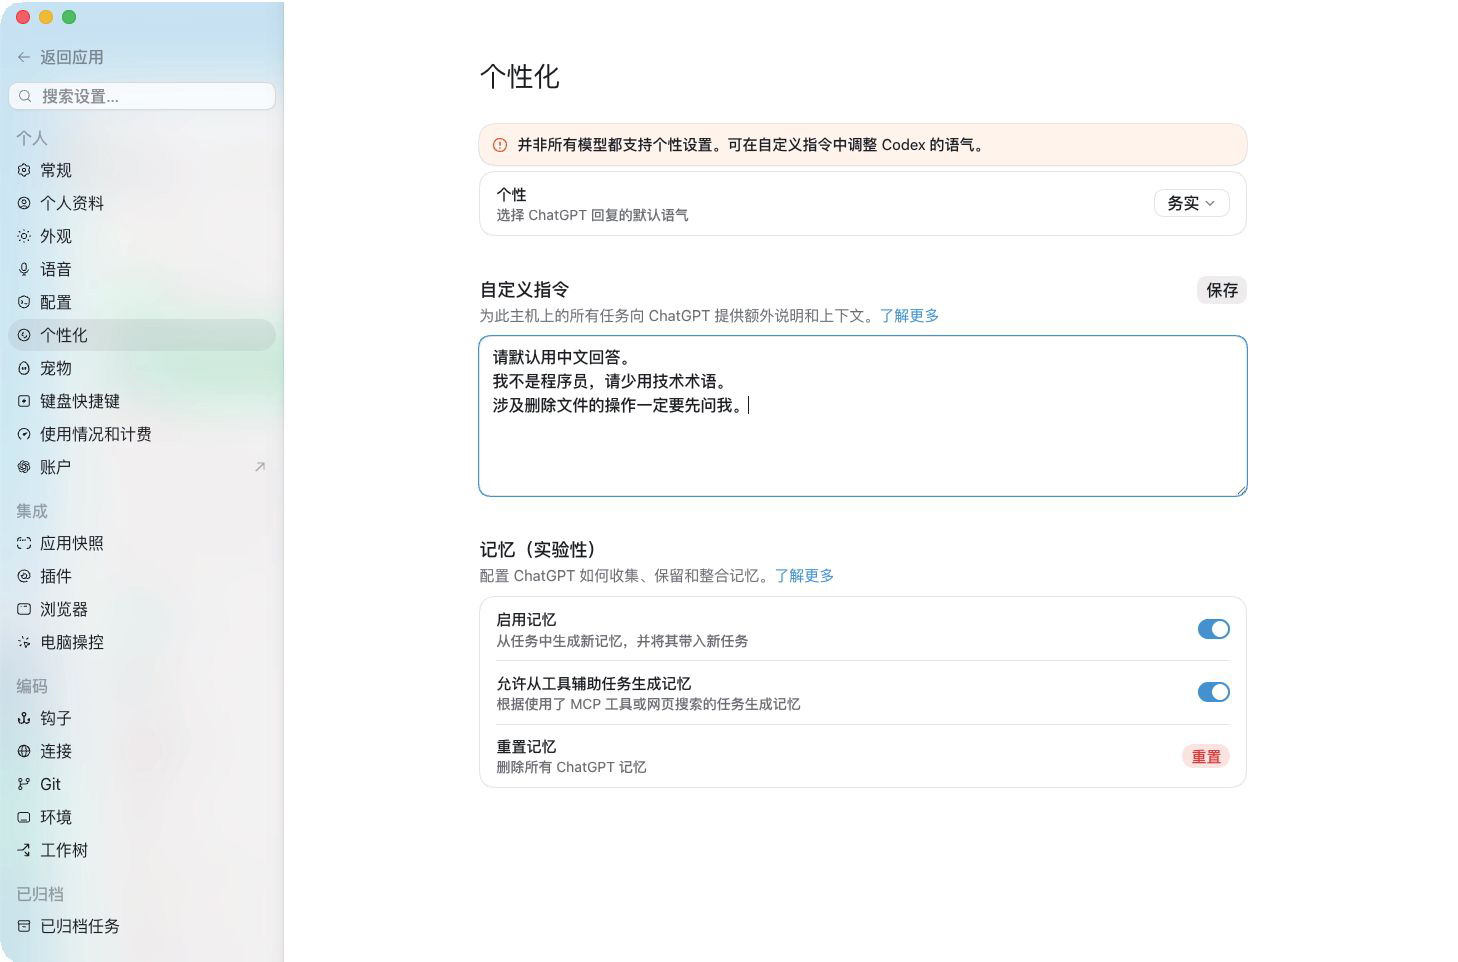 返回应用
搜索设置...
个人
常规
个人资料
外观
语音
配置
个性化
宠物
键盘快捷键
使用情况和计费
账户
集成
应用快照
插件
浏览器
电脑操控
编码
钩子
连接
Git
环境
工作树
已归档
已归档任务
个性化
并非所有模型都支持个性设置。可在自定义指令中调整 Codex 的语气。
个性
选择 ChatGPT 回复的默认语气
务实
自定义指令
保存
为此主机上的所有任务向 ChatGPT 提供额外说明和上下文。了解更多
请默认用中文回答。
我不是程序员，请少用技术术语。
涉及删除文件的操作一定要先问我。
记忆（实验性）
配置 ChatGPT 如何收集、保留和整合记忆。了解更多
启用记忆
从任务中生成新记忆，并将其带入新任务
允许从工具辅助任务生成记忆
根据使用了 MCP 工具或网页搜索的任务生成记忆
重置记忆
删除所有 ChatGPT 记忆
重置